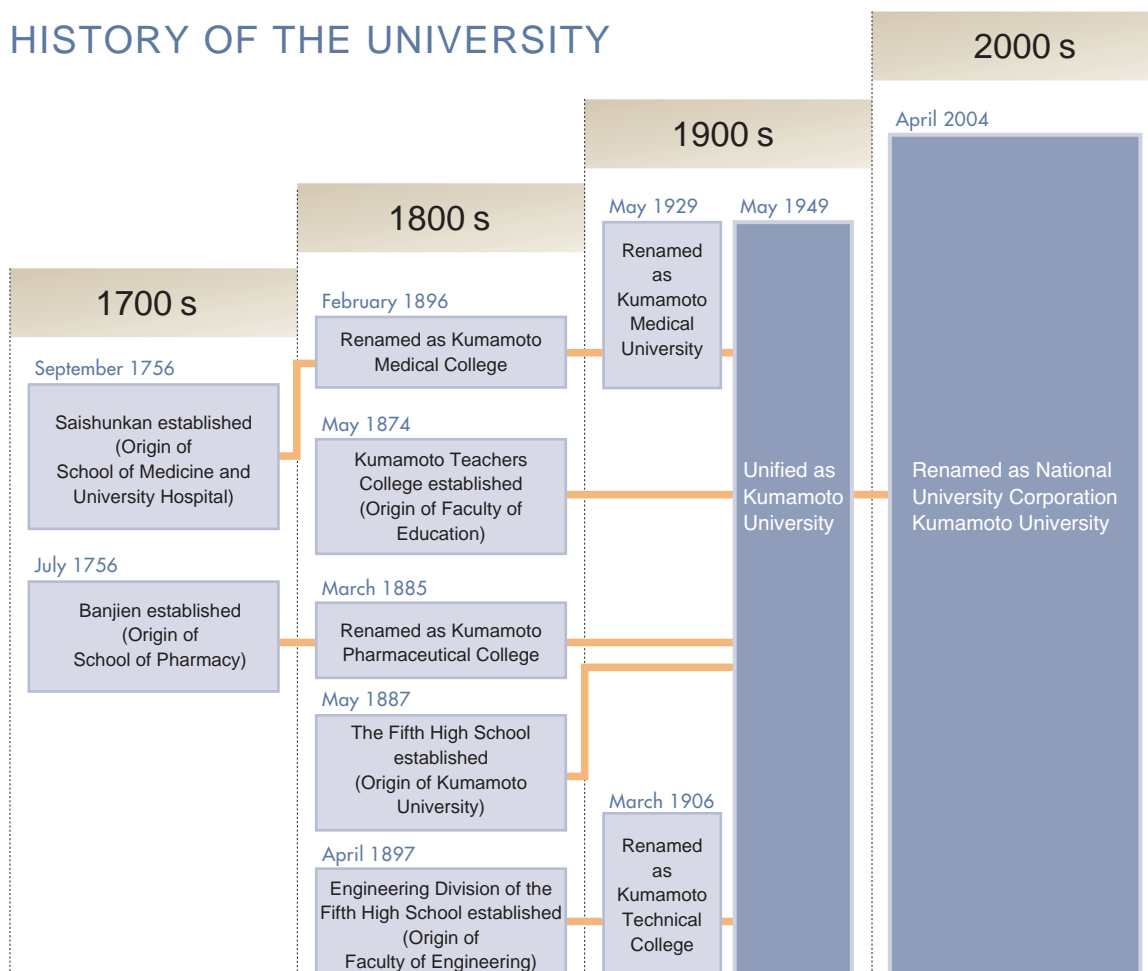 HISTORY OF THE UNIVERSITY
1700 s
September 1756
Saishunkan established
(Origin of
School of Medicine and
University Hospital)
July 1756
Banjien established
(Origin of
School of Pharmacy)
1800 s
February 1896
Renamed as Kumamoto
Medical College
May 1874
Kumamoto Teachers
College established
(Origin of Faculty of
Education)
March 1885
Renamed as Kumamoto
Pharmaceutical College
May 1887
The Fifth High School
established
(Origin of Kumamoto
University)
April 1897
Engineering Division of the
Fifth High School established
(Origin of
Faculty of Engineering)
1900 s
May 1929
Renamed
as
Kumamoto
Medical
University
March 1906
Renamed
as
Kumamoto
Technical
College
May 1949
Unified as
Kumamoto
University
2000 s
April 2004
Renamed as National
University Corporation
Kumamoto University